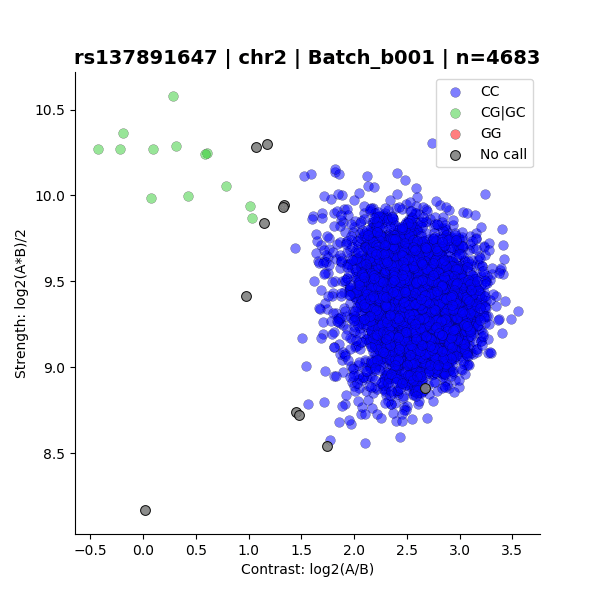 rs137891647 | chr2 | Batch_b001 | n=4683
CC
CG|GC
GG
No call
10.5
10.0
9.5
9.0
8.5
Strength: log2(A*B)/2
−0.5 0.0 0.5 1.0 1.5 2.0 2.5 3.0 3.5
Contrast: log2(A/B)